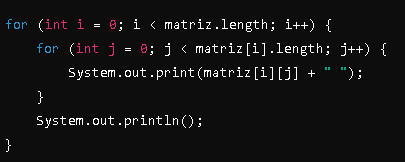 for (int i = 0; i < matriz.length; i++) {
    for (int j = 0; j < matriz[i].length; j++) {
        System.out.print(matriz[i][j] + " ");
    }
    System.out.println();
}